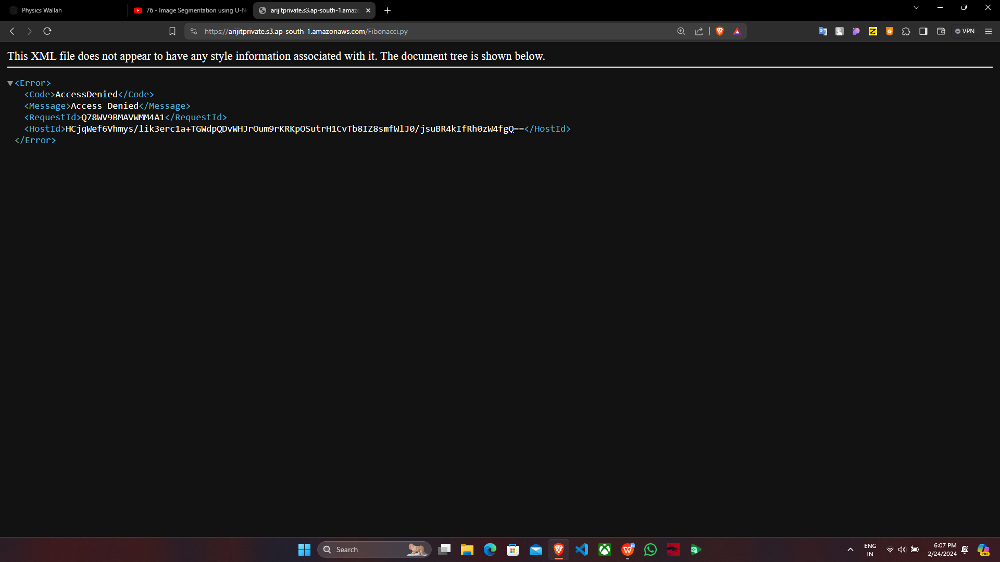 Physics Wallah
76 - Image Segmentation using U-N
arijitprivate.s3.ap-south-1.amaz
https://arijitprivate.s3.ap-south-1.amazonaws.com/Fibonacci.py
VPN
This XML file does not appear to have any style information associated with it. The document tree is shown below.
<Error>
<Code>AccessDenied</Code>
<Message>Access Denied</Message>
<RequestId>Q78WV9BMAVWMM4A1</RequestId>
<HostId>HCjqWef6Vhmys/lik3erc1a+TGWdpQDvWHJrOum9rKRKpOSutrH1CvTb8IZ8smfWlJ0/jsuBR4kIfRh0zW4fgQ==</HostId>
</Error>
Search
ENG
IN
6:07 PM
2/24/2024
PRE